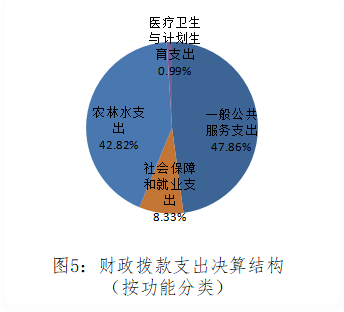 医疗卫生
与计划生
育支出
0.99%
农林水支
出
42.82%
一般公共
服务支出
47.86%
社会保障
和就业支
出
8.33%
图5：财政拨款支出决算结构
（按功能分类）